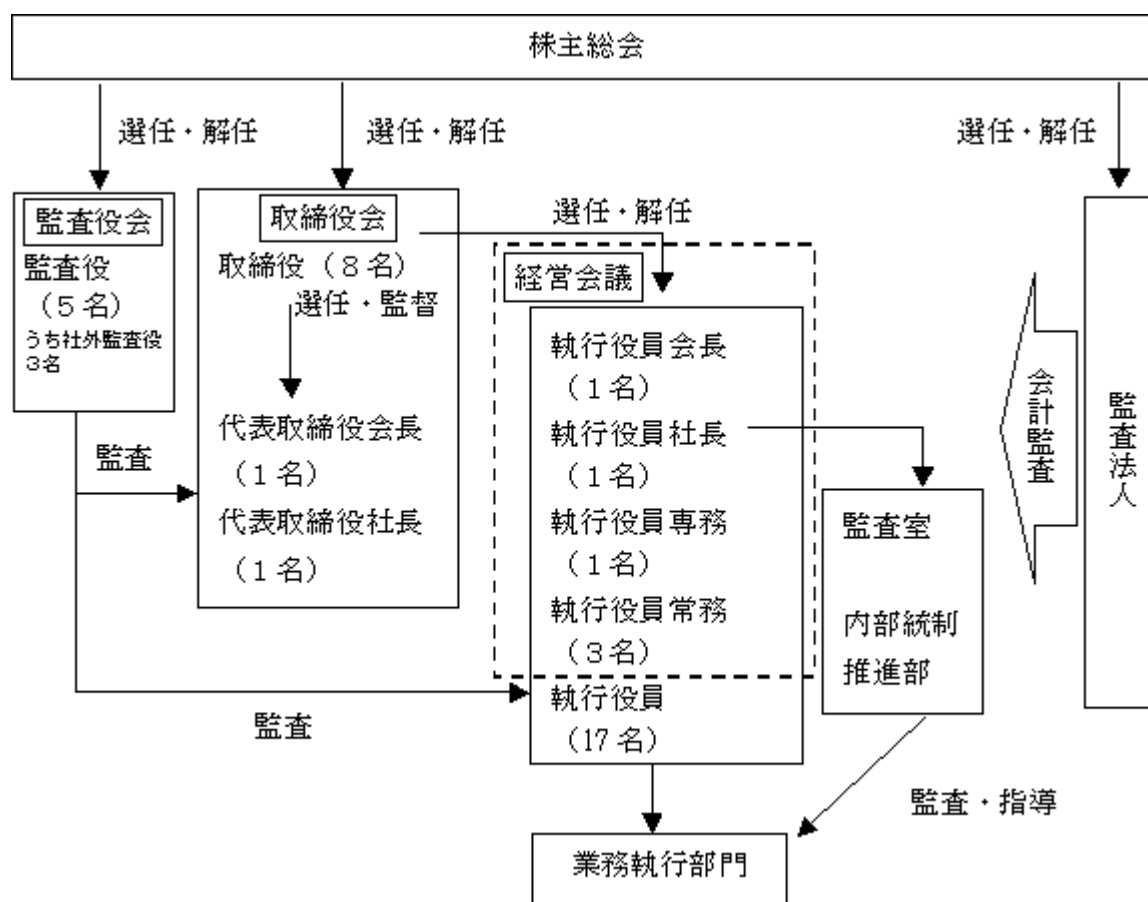 株主総会
選任・解任
選任・解任
選任・解任
監査役会
監査役
（５名）
うち社外監査役
３名
取締役会
取締役（８名）
選任・監督
代表取締役会長
（１名）
代表取締役社長
（１名）
選任・解任
経営会議
執行役員会長
（１名）
執行役員社長
（１名）
執行役員専務
（１名）
執行役員常務
（３名）
執行役員
（17名）
監査
監査
監査室
内部統制
推進部
会計監査
監査法人
監査・指導
業務執行部門